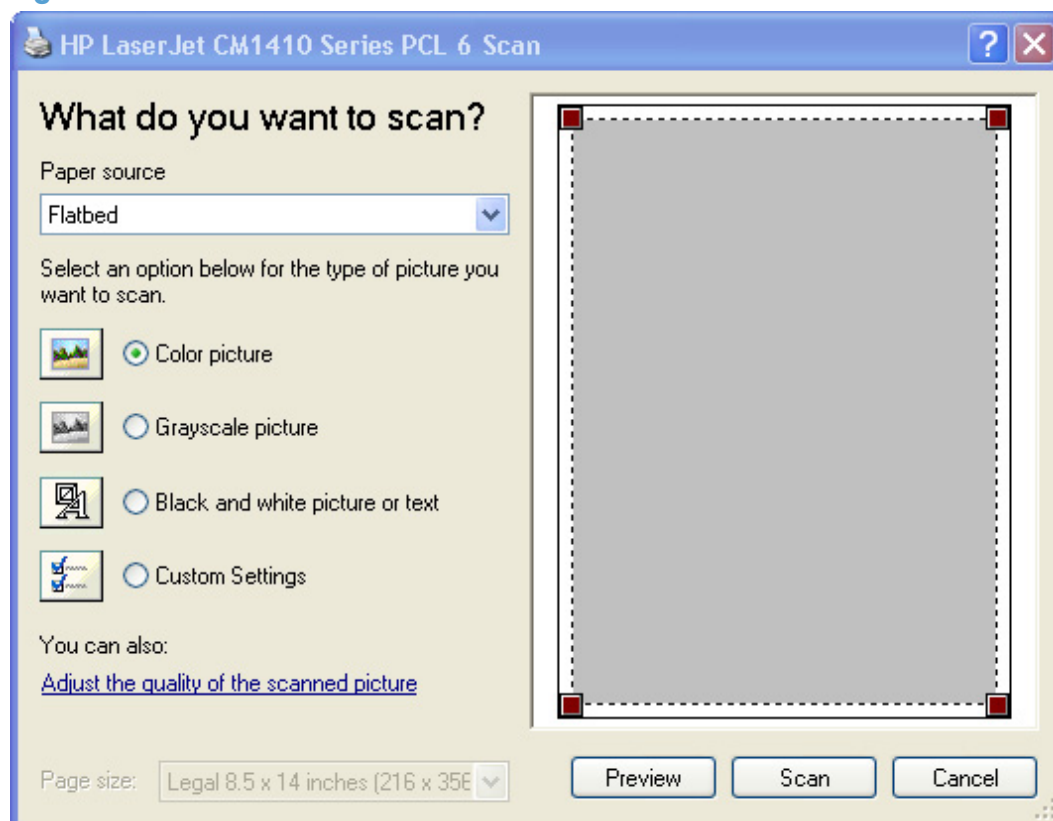 HP LaserJet CM1410 Series PCL 6 Scan
What do you want to scan?
Paper source
Flatbed
Select an option below for the type of picture you
want to scan.
Color picture
Grayscale picture
Black and white picture or text
Custom Settings
You can also:
Adjust the quality of the scanned picture
Page size: Legal 8.5 x 14 inches (216 x 356
Preview Scan Cancel